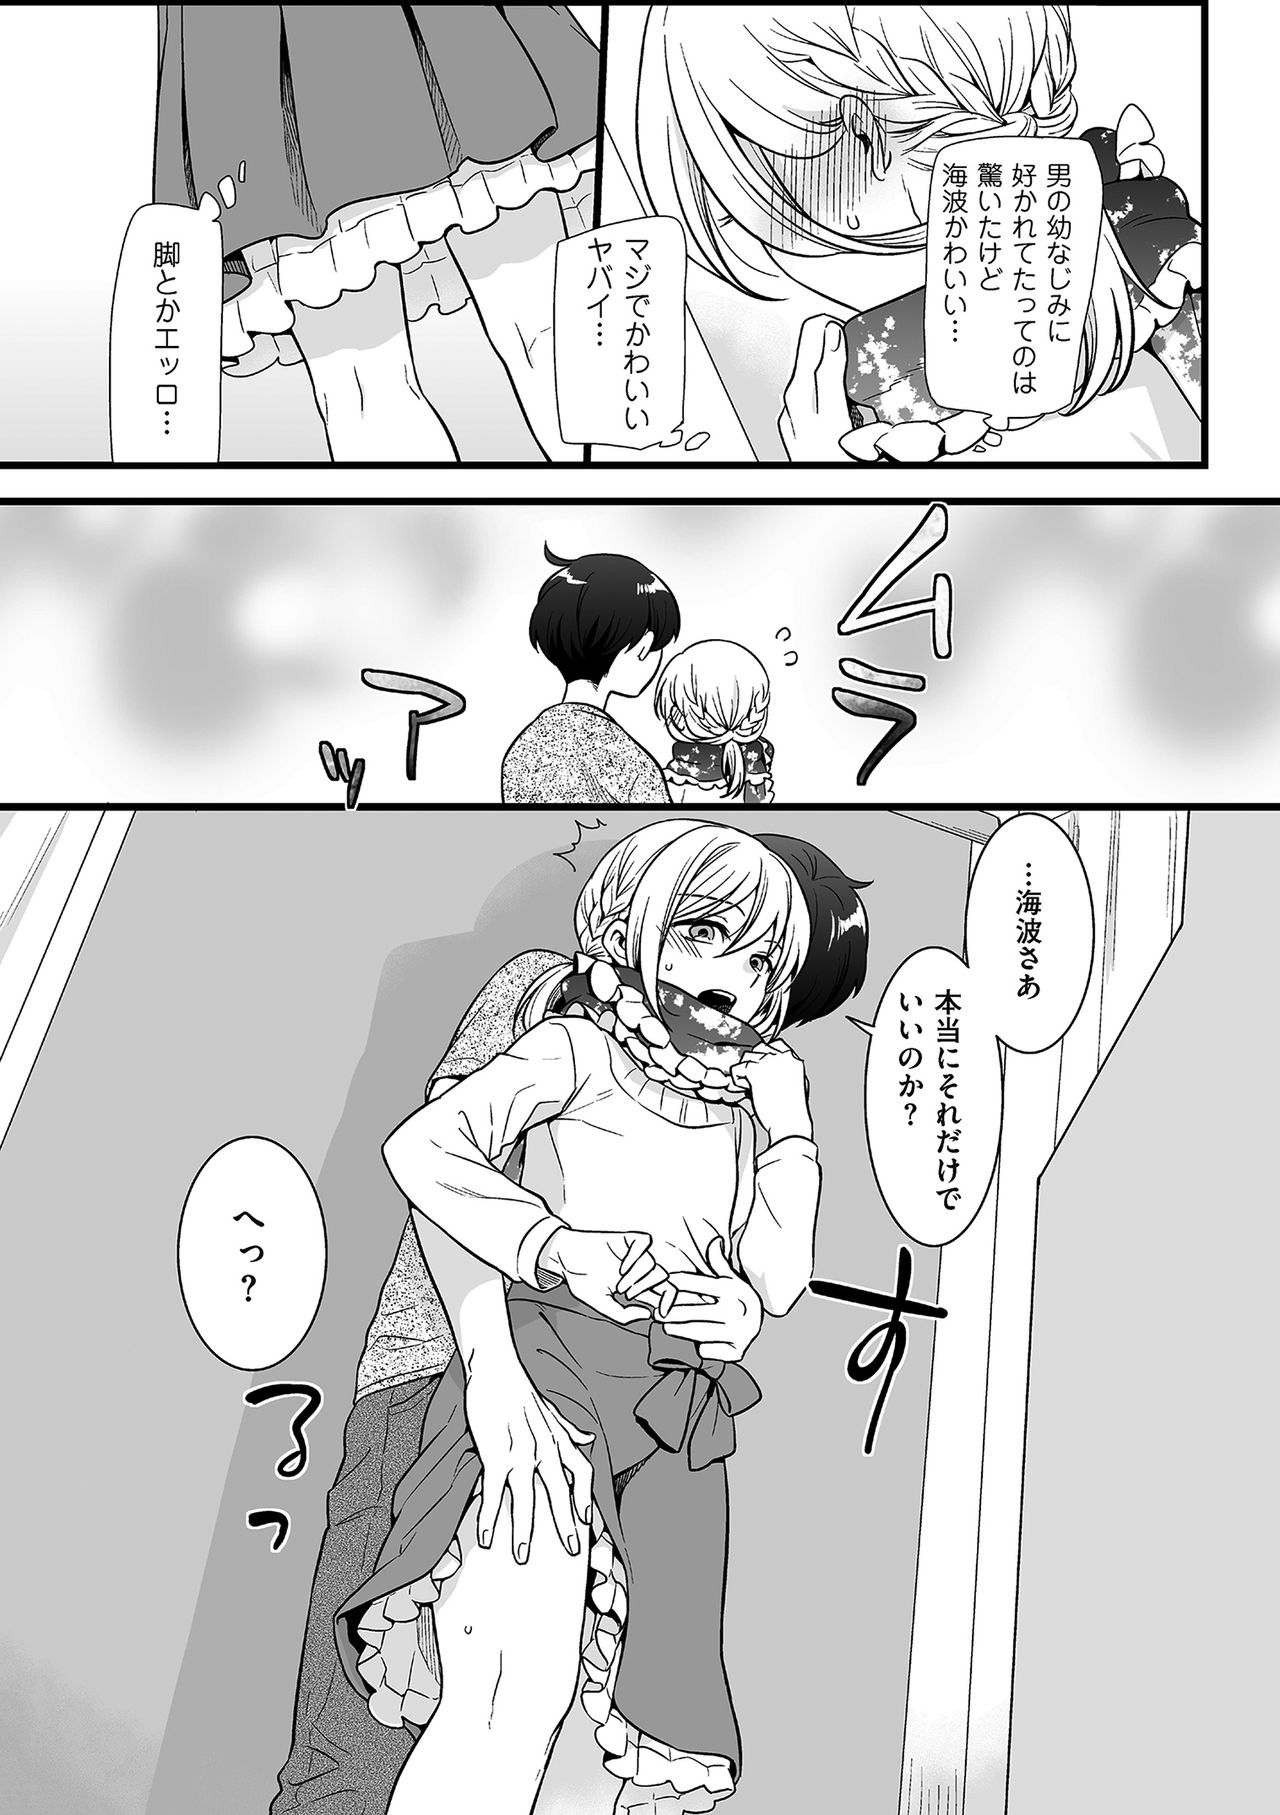 男の幼なじみに
好かれてたってのは
驚いたけど
海波かわいい…
マジでかわいい
ヤバイ…
脚とかエッロ…
ムラ
アッ
…海波さあ
本当にそれだけで
いいのか？
す
るっ
へっ？